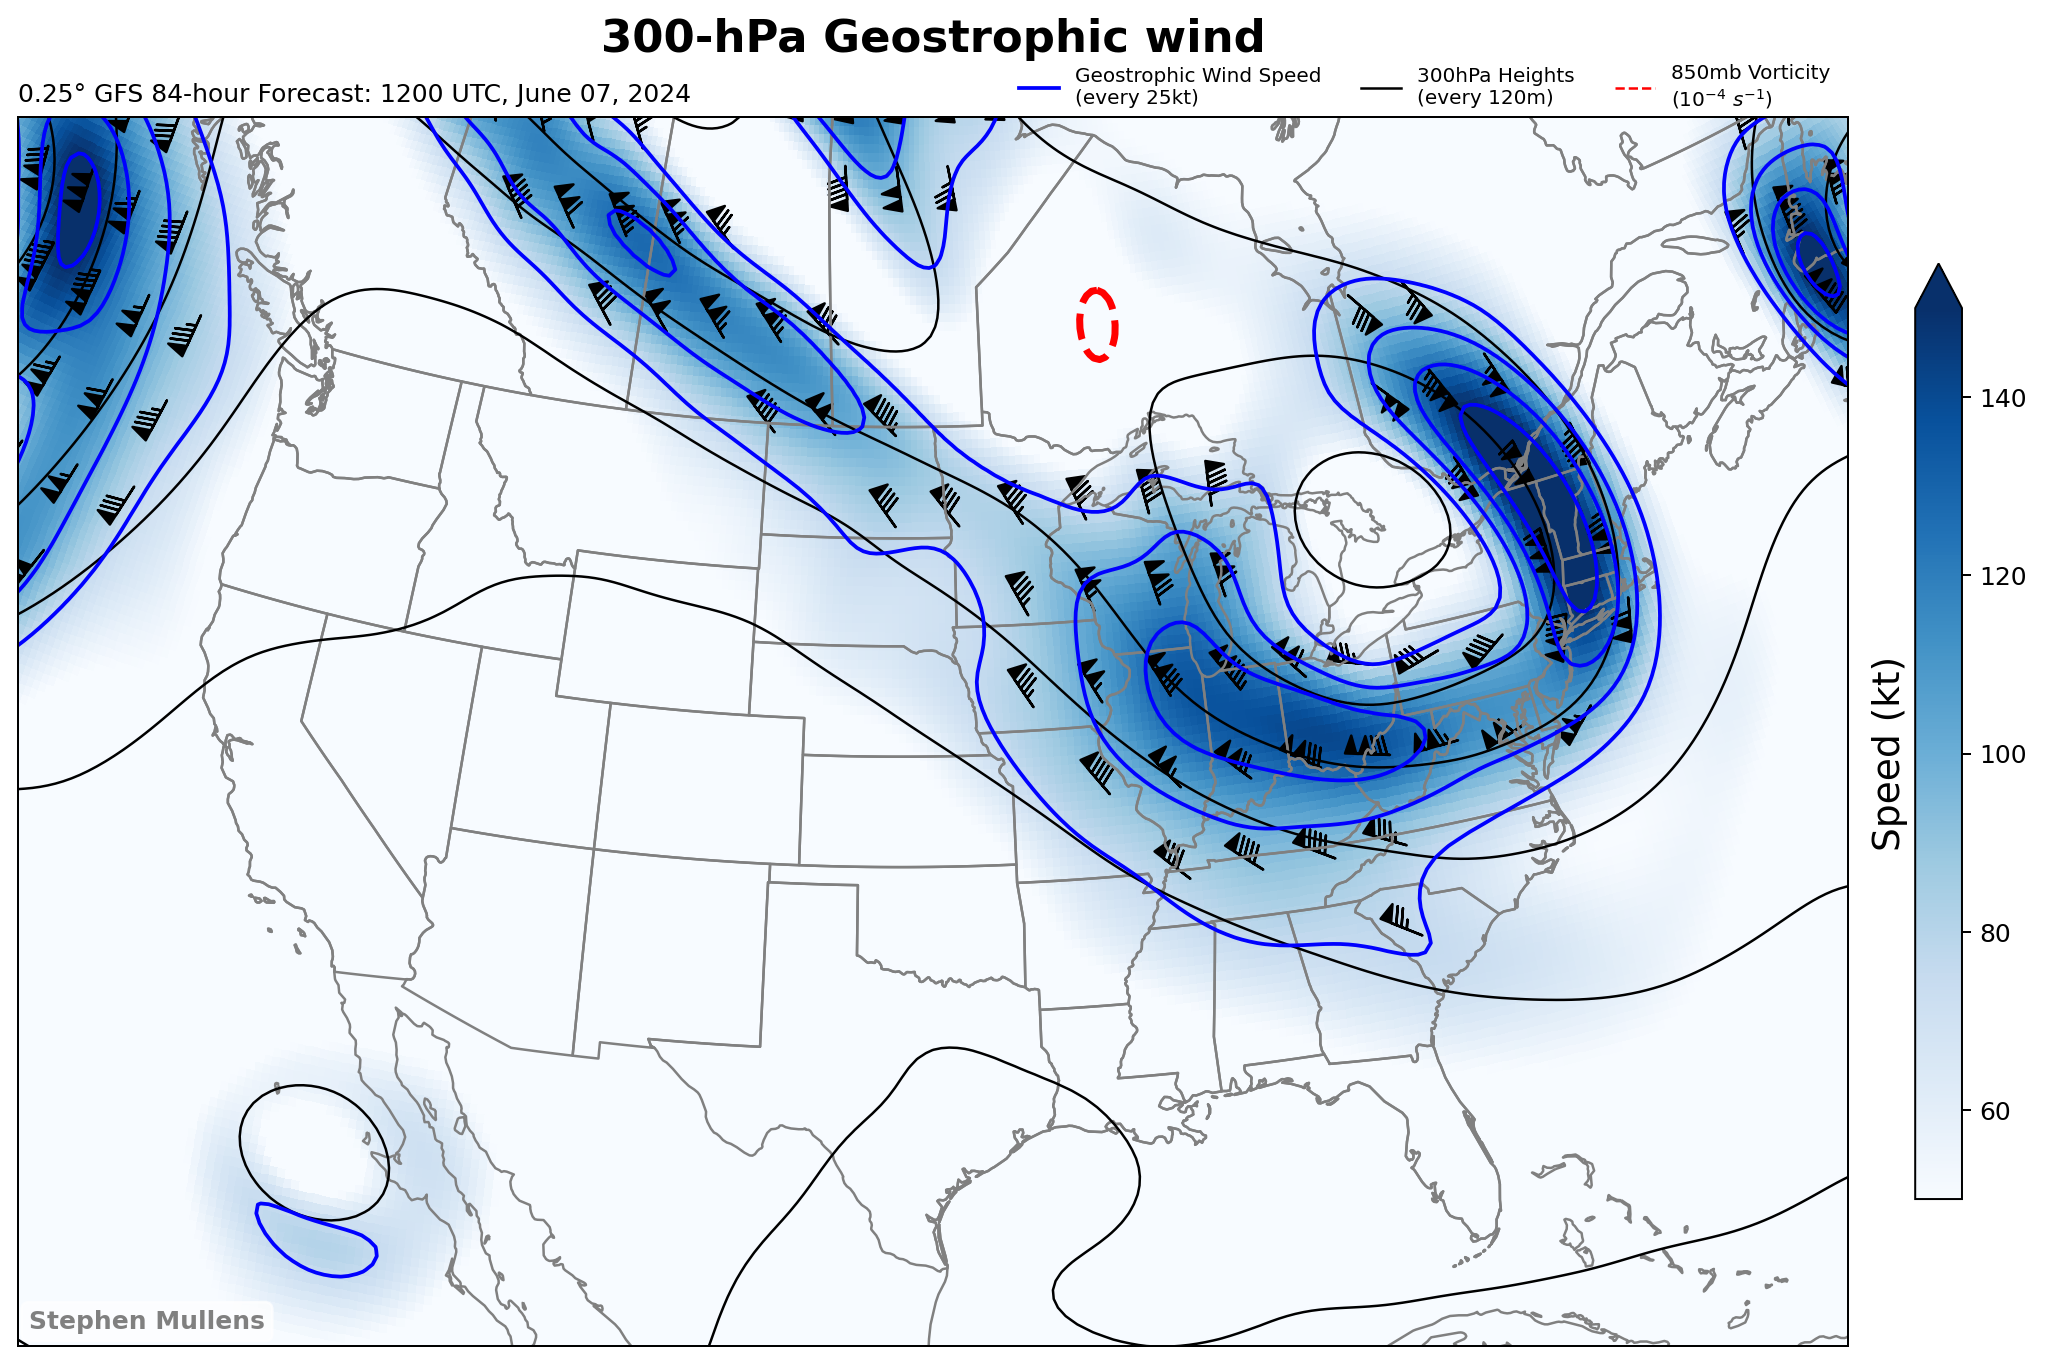 300-hPa Geostrophic wind
0.25° GFS 84-hour Forecast: 1200 UTC, June 07, 2024
Geostrophic Wind Speed
(every 25kt)
300hPa Heights
(every 120m)
850mb Vorticity
(10⁻⁴ s⁻¹)
140
120
100
80
60
Speed (kt)
Stephen Mullens